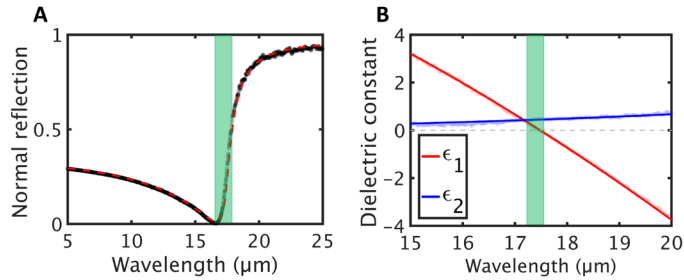 A
Normal reflection
1
0.5
0
5
10
15
20
25
Wavelength (µm)
B
Dielectric constant
4
2
0
-2
-4
ϵ1
ϵ2
15
16
17
18
19
20
Wavelength (µm)